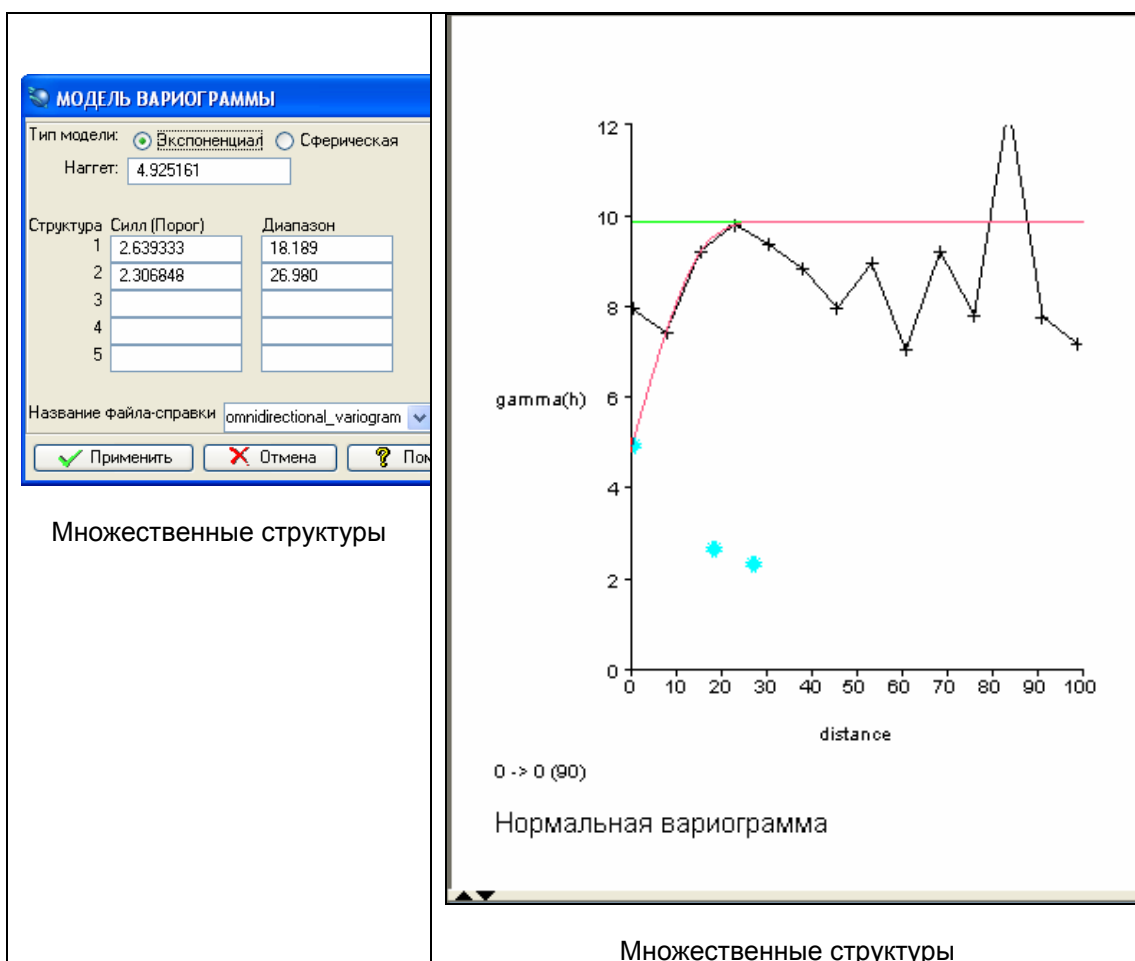 МОДЕЛЬ ВАРИОГРАММЫ
Тип модели: Экспоненциал Сферическая
Наггет: 4.925161
Структура Силл (Порог) Диапазон
1 2.639333 18.189
2 2.306848 26.980
3
4
5
Название файла-справки omnidirectional_variogram
Применить Отмена
Множественные структуры
12
10
8
gamma(h) 6
4
2
0
0 10 20 30 40 50 60 70 80 90 100
distance
0 -> 0 (90)
Нормальная вариограмма
Множественные структуры